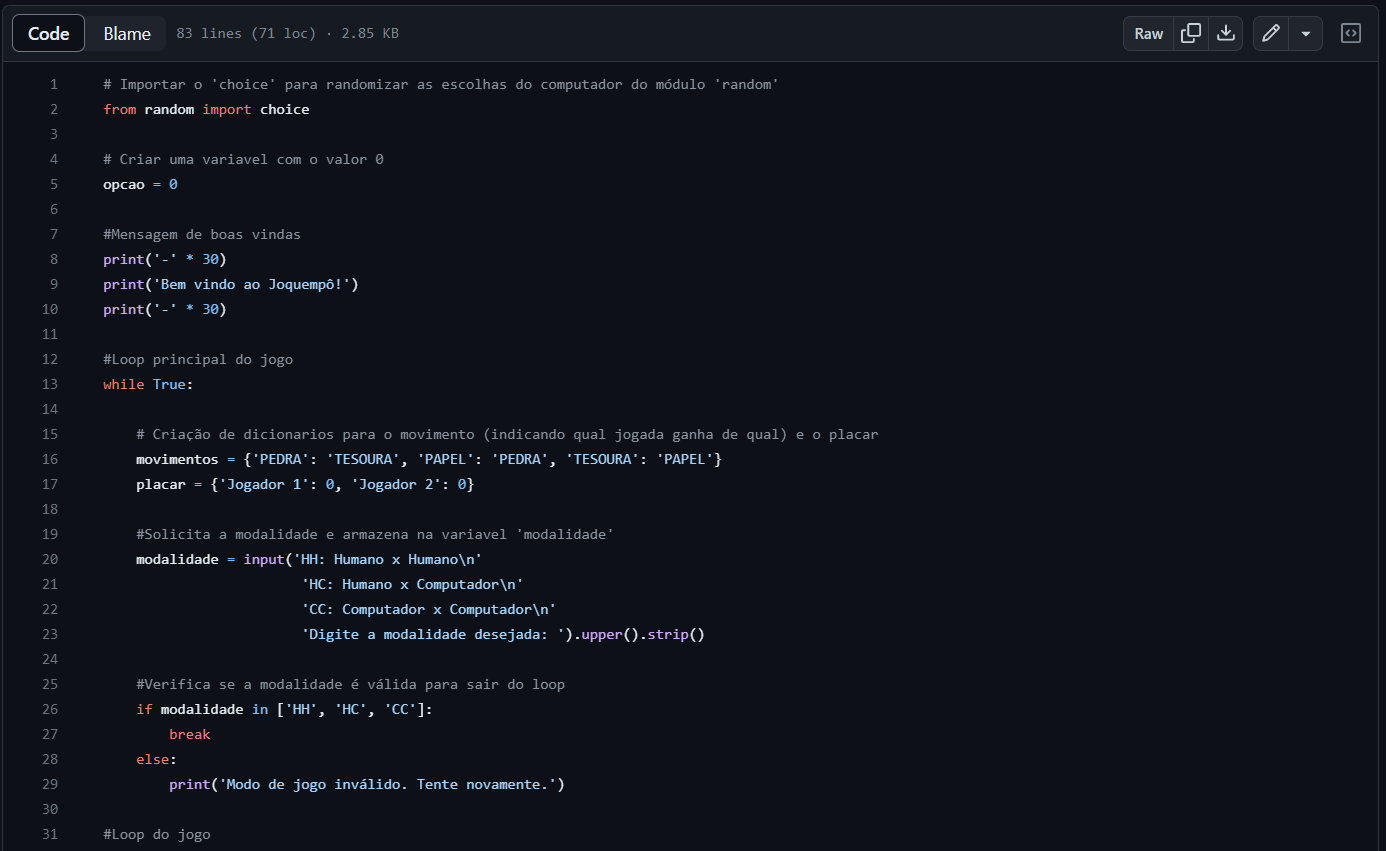 Code Blame 83 lines (71 loc) · 2.85 KB Raw
1 # Importar o 'choice' para randomizar as escolhas do computador do módulo 'random'
2 from random import choice
3
4 # Criar uma variavel com o valor 0
5 opcao = 0
6
7 #Mensagem de boas vindas
8 print('-' * 30)
9 print('Bem vindo ao Joquempô!')
10 print('-' * 30)
11
12 #Loop principal do jogo
13 while True:
14
15     # Criação de dicionarios para o movimento (indicando qual jogada ganha de qual) e o placar
16     movimentos = {'PEDRA': 'TESOURA', 'PAPEL': 'PEDRA', 'TESOURA': 'PAPEL'}
17     placar = {'Jogador 1': 0, 'Jogador 2': 0}
18
19     #Solicita a modalidade e armazena na variavel 'modalidade'
20     modalidade = input('HH: Humano x Humano\n'
21                         'HC: Humano x Computador\n'
22                         'CC: Computador x Computador\n'
23                         'Digite a modalidade desejada: ').upper().strip()
24
25     #Verifica se a modalidade é válida para sair do loop
26     if modalidade in ['HH', 'HC', 'CC']:
27         break
28     else:
29         print('Modo de jogo inválido. Tente novamente.')
30
31 #Loop do jogo